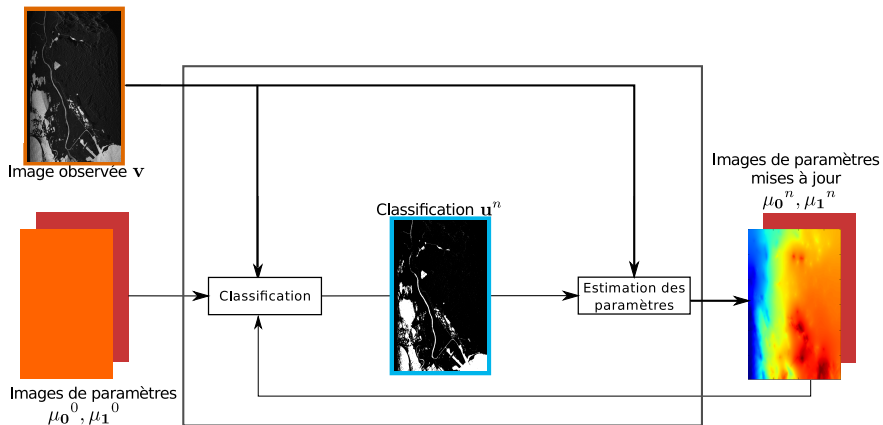 Image observée v
Images de paramètres
μ₀⁰, μ₁⁰
Classification
Classification uⁿ
Estimation des
paramètres
Images de paramètres
mises à jour
μ₀ⁿ, μ₁ⁿ